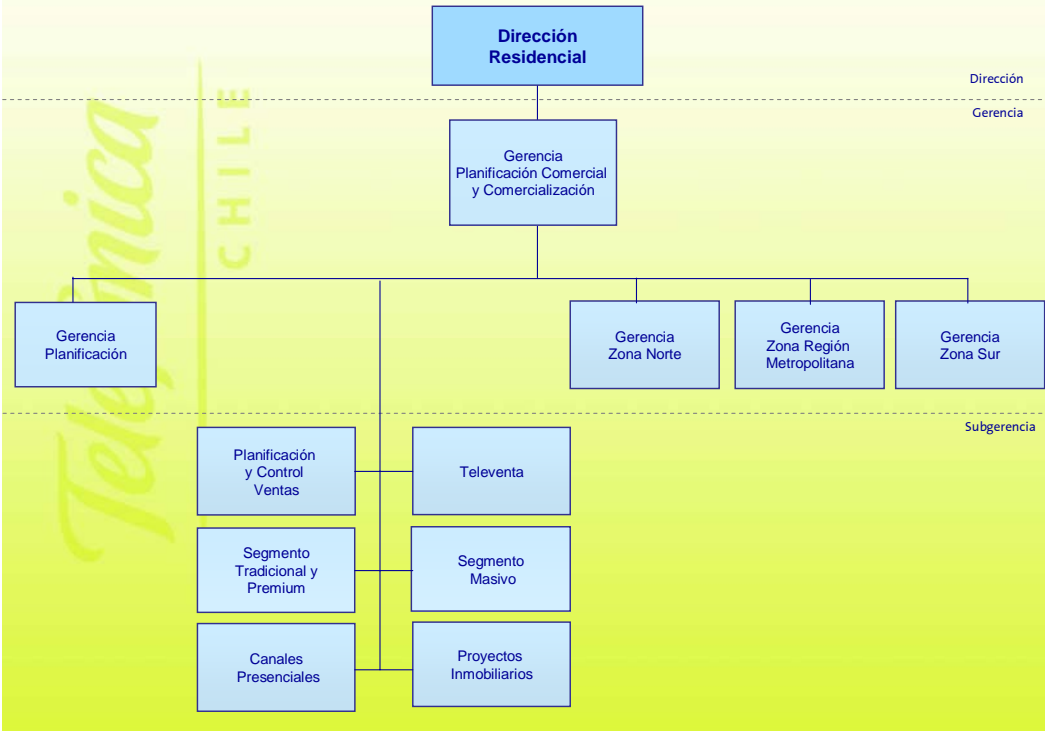 Dirección
Residencial
Dirección
Gerencia
Gerencia
Planificación Comercial
y Comercialización
Gerencia
Planificación
Gerencia
Zona Norte
Gerencia
Zona Región
Metropolitana
Gerencia
Zona Sur
Subgerencia
Planificación
y Control
Ventas
Televenta
Segmento
Tradicional y
Premium
Segmento
Masivo
Canales
Presenciales
Proyectos
Inmobiliarios
Telefónica
CHILE